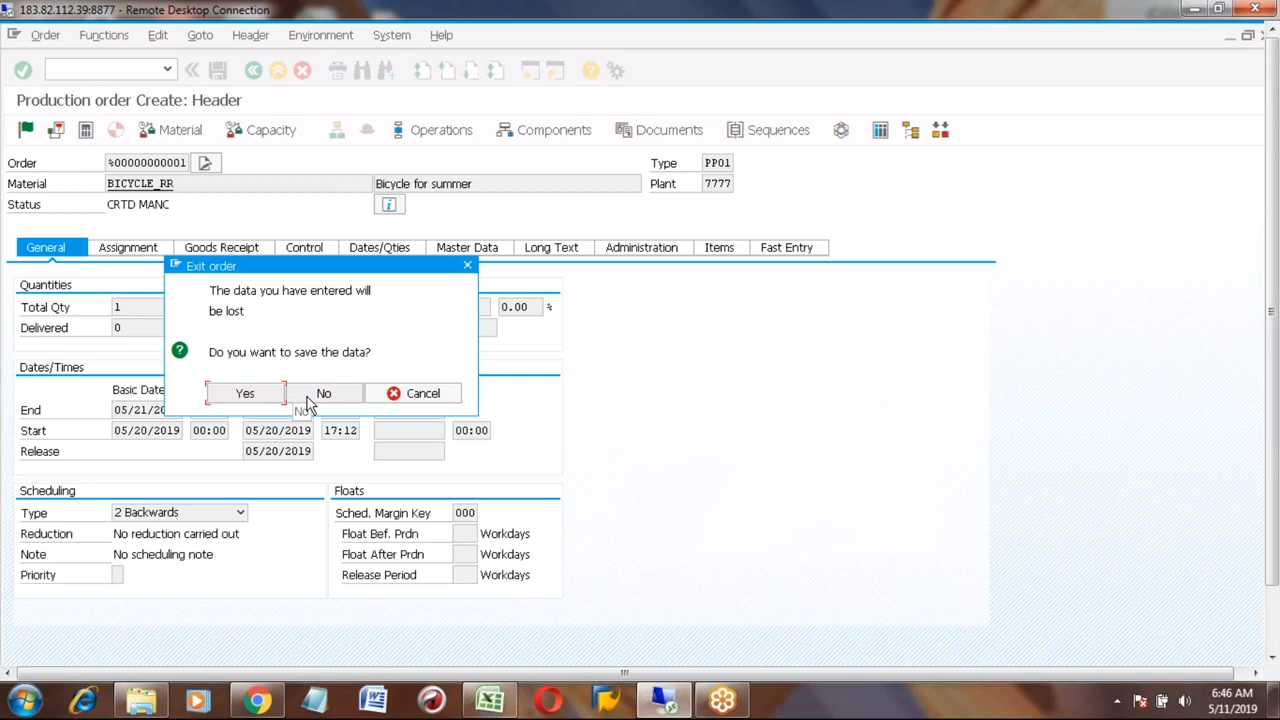 183.82.112.39:8877 - Remote Desktop Connection
Order Functions Edit Goto Header Environment System Help
Production order Create: Header
Material Capacity Operations Components Documents Sequences
Order %00000000001 Type PP01
Material BICYCLE_RR Bicycle for summer Plant 7777
Status CRTD MANC
General Assignment Goods Receipt Control Dates/Qties Master Data Long Text Administration Items Fast Entry
Exit order
The data you have entered will
be lost
Do you want to save the data?
Yes No Cancel
No
Quantities
Total Qty 1 0.00 %
Delivered 0
Dates/Times
Basic Date
End 05/21/20
Start 05/20/2019 00:00 05/20/2019 17:12 00:00
Release 05/20/2019
Scheduling
Type 2 Backwards
Reduction No reduction carried out
Note No scheduling note
Priority
Floats
Sched. Margin Key 000
Float Bef. Prdn Workdays
Float After Prdn Workdays
Release Period Workdays
6:46 AM
5/11/2019